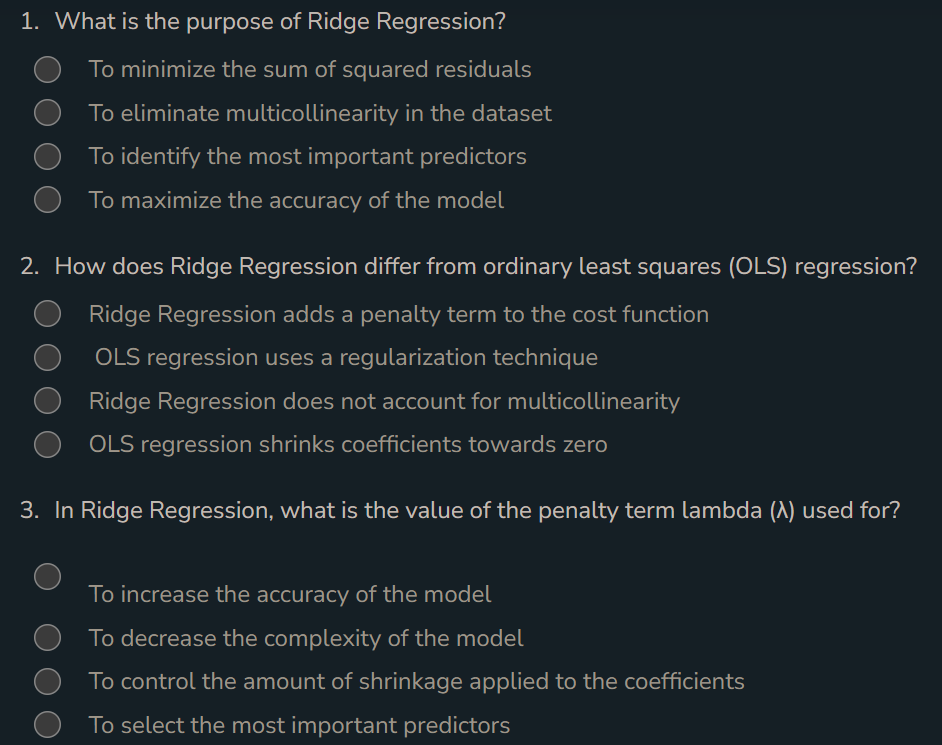 1. What is the purpose of Ridge Regression?
To minimize the sum of squared residuals
To eliminate multicollinearity in the dataset
To identify the most important predictors
To maximize the accuracy of the model
2. How does Ridge Regression differ from ordinary least squares (OLS) regression?
Ridge Regression adds a penalty term to the cost function
OLS regression uses a regularization technique
Ridge Regression does not account for multicollinearity
OLS regression shrinks coefficients towards zero
3. In Ridge Regression, what is the value of the penalty term lambda (λ) used for?
To increase the accuracy of the model
To decrease the complexity of the model
To control the amount of shrinkage applied to the coefficients
To select the most important predictors